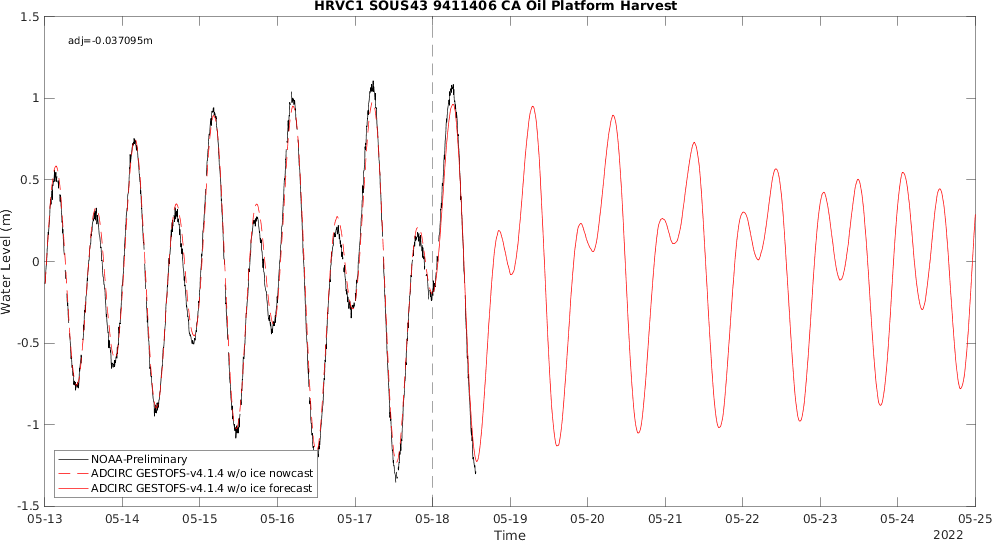 HRVC1 SOUS43 9411406 CA Oil Platform Harvest
adj=-0.037095m
Water Level (m)
1.5
1
0.5
0
-0.5
-1
-1.5
NOAA-Preliminary
ADCIRC GESTOFS-v4.1.4 w/o ice nowcast
ADCIRC GESTOFS-v4.1.4 w/o ice forecast
05-13 05-14 05-15 05-16 05-17 05-18 05-19 05-20 05-21 05-22 05-23 05-24 05-25
Time
2022